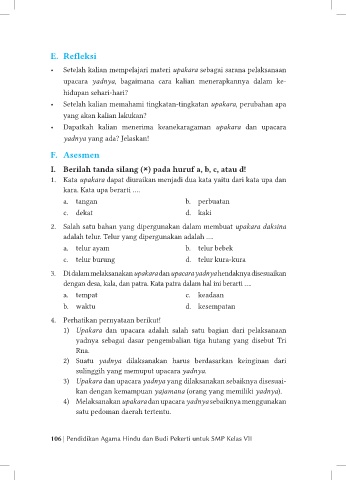 E. Refleksi
• Setelah kalian mempelajari materi upakara sebagai sarana pelaksanaan
upacara yadnya, bagaimana cara kalian menerapkannya dalam ke-
hidupan sehari-hari?
• Setelah kalian memahami tingkatan-tingkatan upakara, perubahan apa
yang akan kalian lakukan?
• Dapatkah kalian menerima keanekaragaman upakara dan upacara
yadnya yang ada? Jelaskan!
F. Asesmen
I. Berilah tanda silang (×) pada huruf a, b, c, atau d!
1. Kata upakara dapat diuraikan menjadi dua kata yaitu dari kata upa dan
kara. Kata upa berarti ....
a. tangan b. perbuatan
c. dekat d. kaki
2. Salah satu bahan yang dipergunakan dalam membuat upakara daksina
adalah telur. Telur yang dipergunakan adalah ....
a. telur ayam b. telur bebek
c. telur burung d. telur kura-kura
3. Di dalam melaksanakan upakara dan upacara yadnya hendaknya disesuaikan
dengan desa, kala, dan patra. Kata patra dalam hal ini berarti ....
a. tempat c. keadaan
b. waktu d. kesempatan
4. Perhatikan pernyataan berikut!
1) Upakara dan upacara adalah salah satu bagian dari pelaksanaan
yadnya sebagai dasar pengembalian tiga hutang yang disebut Tri
Rna.
2) Suatu yadnya dilaksanakan harus berdasarkan keinginan dari
sulinggih yang memuput upacara yadnya.
3) Upakara dan upacara yadnya yang dilaksanakan sebaiknya disesuai-
kan dengan kemampuan yajamana (orang yang memiliki yadnya).
4) Melaksanakan upakara dan upacara yadnya sebaiknya menggunakan
satu pedoman daerah tertentu.
106 | Pendidikan Agama Hindu dan Budi Pekerti untuk SMP Kelas VII